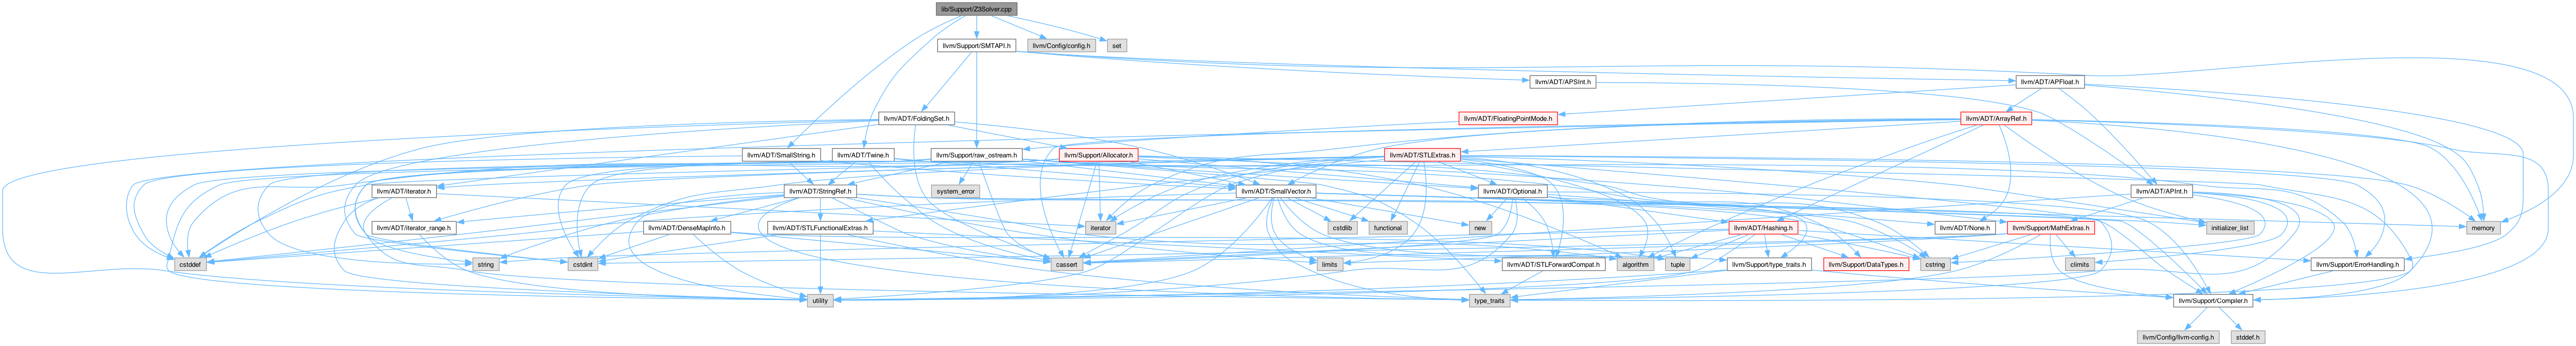 lib/Support/Z3Solver.cpp
llvm/Support/SMTAPI.h
llvm/Config/config.h
set
llvm/ADT/APSInt.h
llvm/ADT/APFloat.h
llvm/ADT/FoldingSet.h
llvm/ADT/FloatingPointMode.h
llvm/ADT/ArrayRef.h
llvm/ADT/SmallString.h
llvm/ADT/Twine.h
llvm/Support/raw_ostream.h
llvm/Support/Allocator.h
llvm/ADT/STLExtras.h
llvm/ADT/iterator.h
llvm/ADT/StringRef.h
system_error
llvm/ADT/SmallVector.h
llvm/ADT/Optional.h
llvm/ADT/APInt.h
llvm/ADT/iterator_range.h
llvm/ADT/DenseMapInfo.h
llvm/ADT/STLFunctionalExtras.h
iterator
cstdlib
functional
new
llvm/ADT/Hashing.h
llvm/ADT/None.h
llvm/Support/MathExtras.h
initializer_list
memory
cstddef
string
cstdint
cassert
limits
llvm/ADT/STLForwardCompat.h
algorithm
tuple
llvm/Support/type_traits.h
llvm/Support/DataTypes.h
cstring
climits
llvm/Support/ErrorHandling.h
utility
type_traits
llvm/Support/Compiler.h
llvm/Config/llvm-config.h
stddef.h